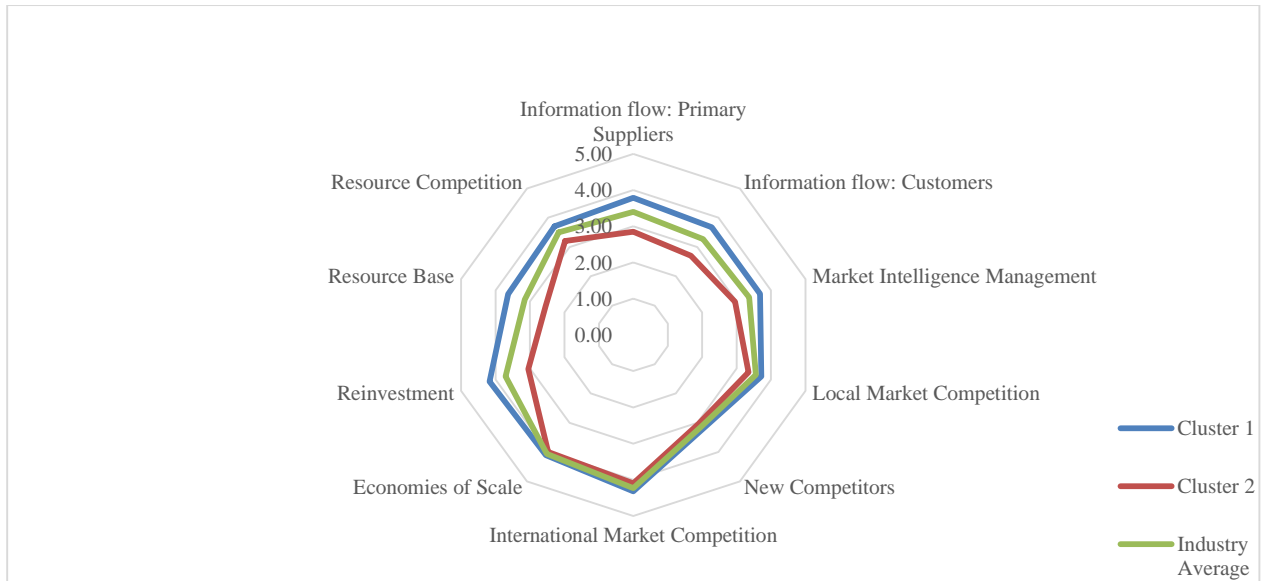 Information flow: Primary
Suppliers
5.00
Resource Competition
4.00
Information flow: Customers
3.00
Resource Base
2.00
Market Intelligence Management
1.00
0.00
Reinvestment
Local Market Competition
Economies of Scale
New Competitors
International Market Competition
Cluster 1
Cluster 2
Industry
Average